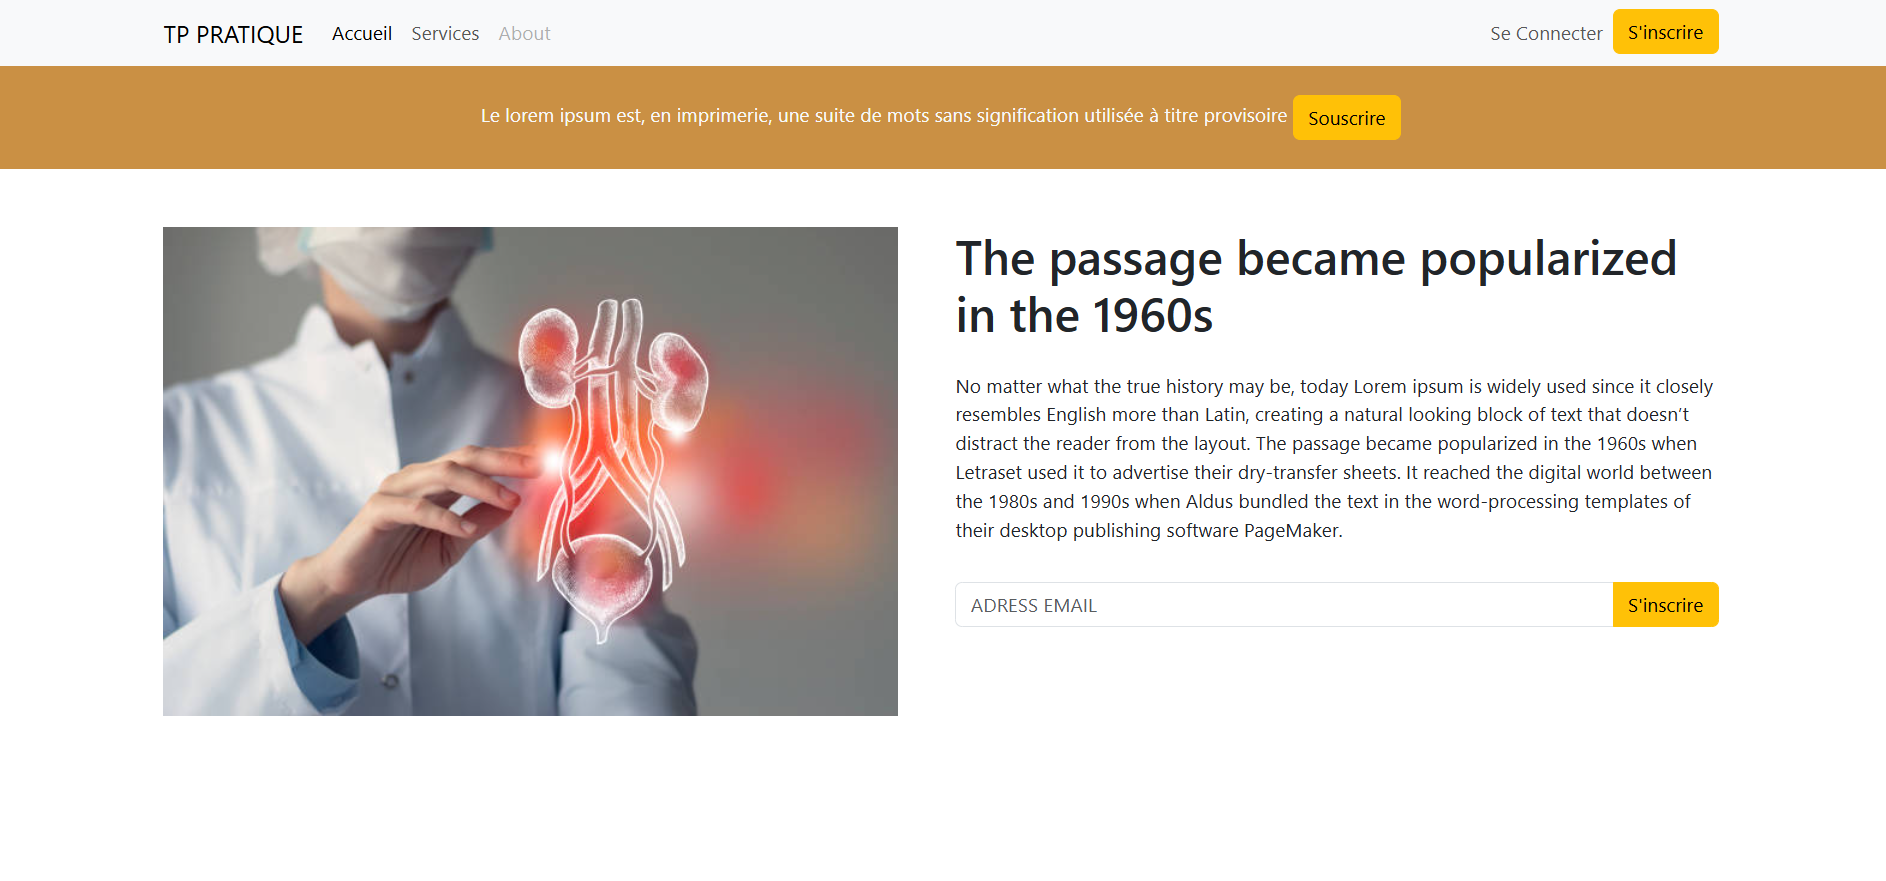 TP PRATIQUE Accueil Services About Se Connecter S'inscrire
Le lorem ipsum est, en imprimerie, une suite de mots sans signification utilisée à titre provisoire Souscrire
The passage became popularized
in the 1960s
No matter what the true history may be, today Lorem ipsum is widely used since it closely
resembles English more than Latin, creating a natural looking block of text that doesn’t
distract the reader from the layout. The passage became popularized in the 1960s when
Letraset used it to advertise their dry-transfer sheets. It reached the digital world between
the 1980s and 1990s when Aldus bundled the text in the word-processing templates of
their desktop publishing software PageMaker.
ADRESS EMAIL S'inscrire